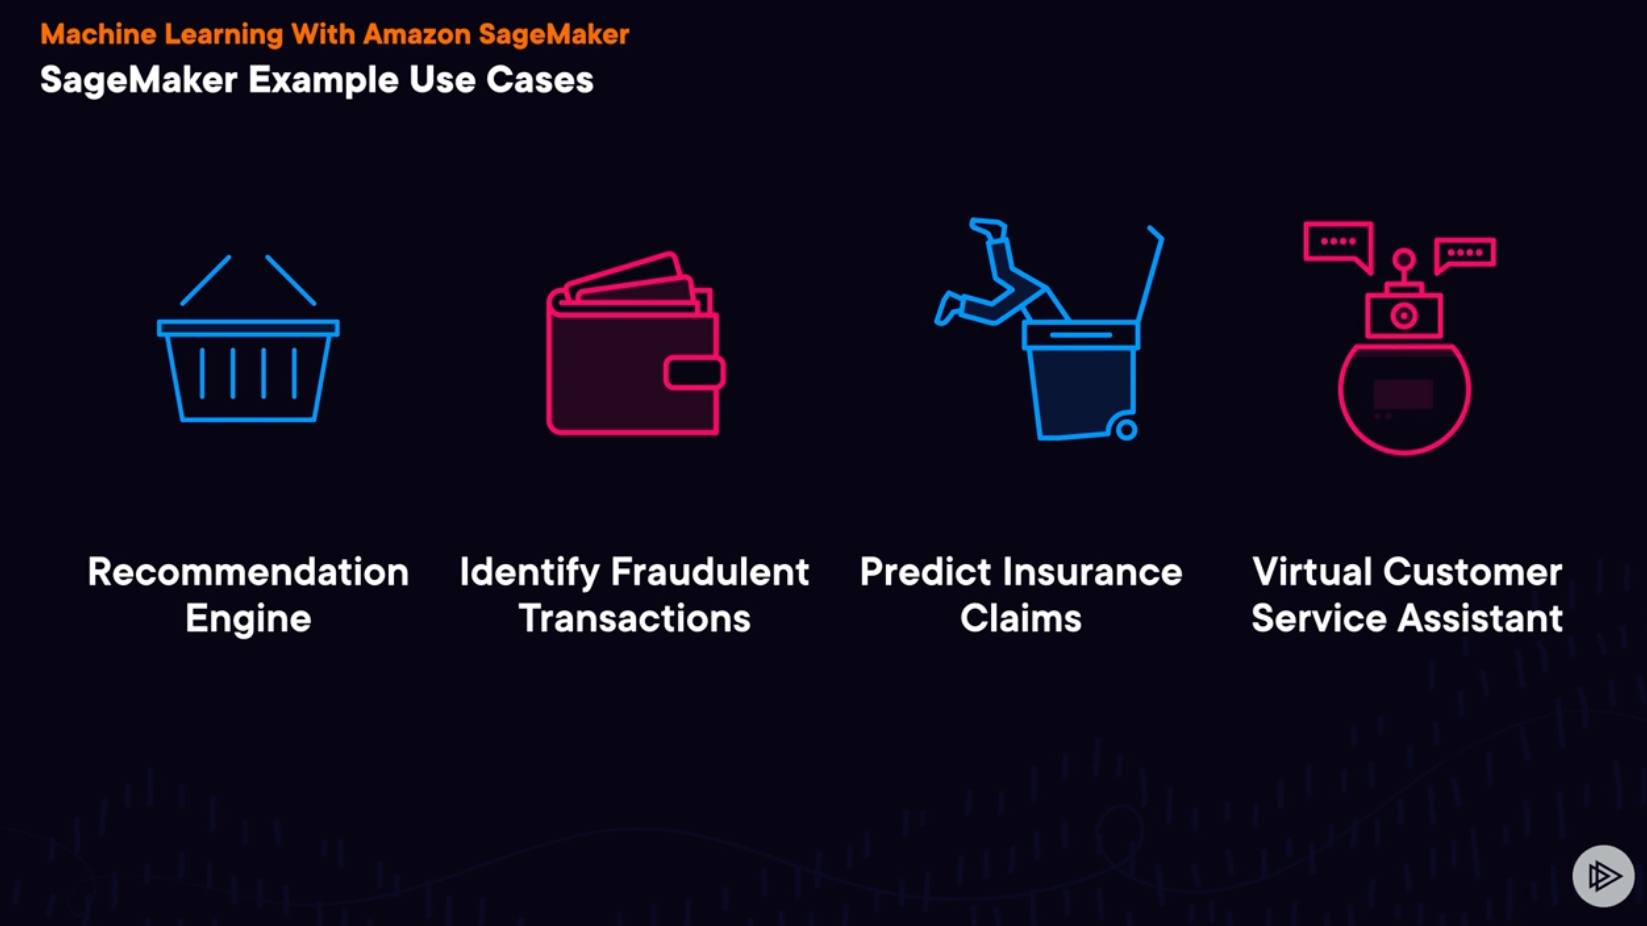 Machine Learning With Amazon SageMaker
SageMaker Example Use Cases
Recommendation
Engine
Identify Fraudulent
Transactions
Predict Insurance
Claims
Virtual Customer
Service Assistant